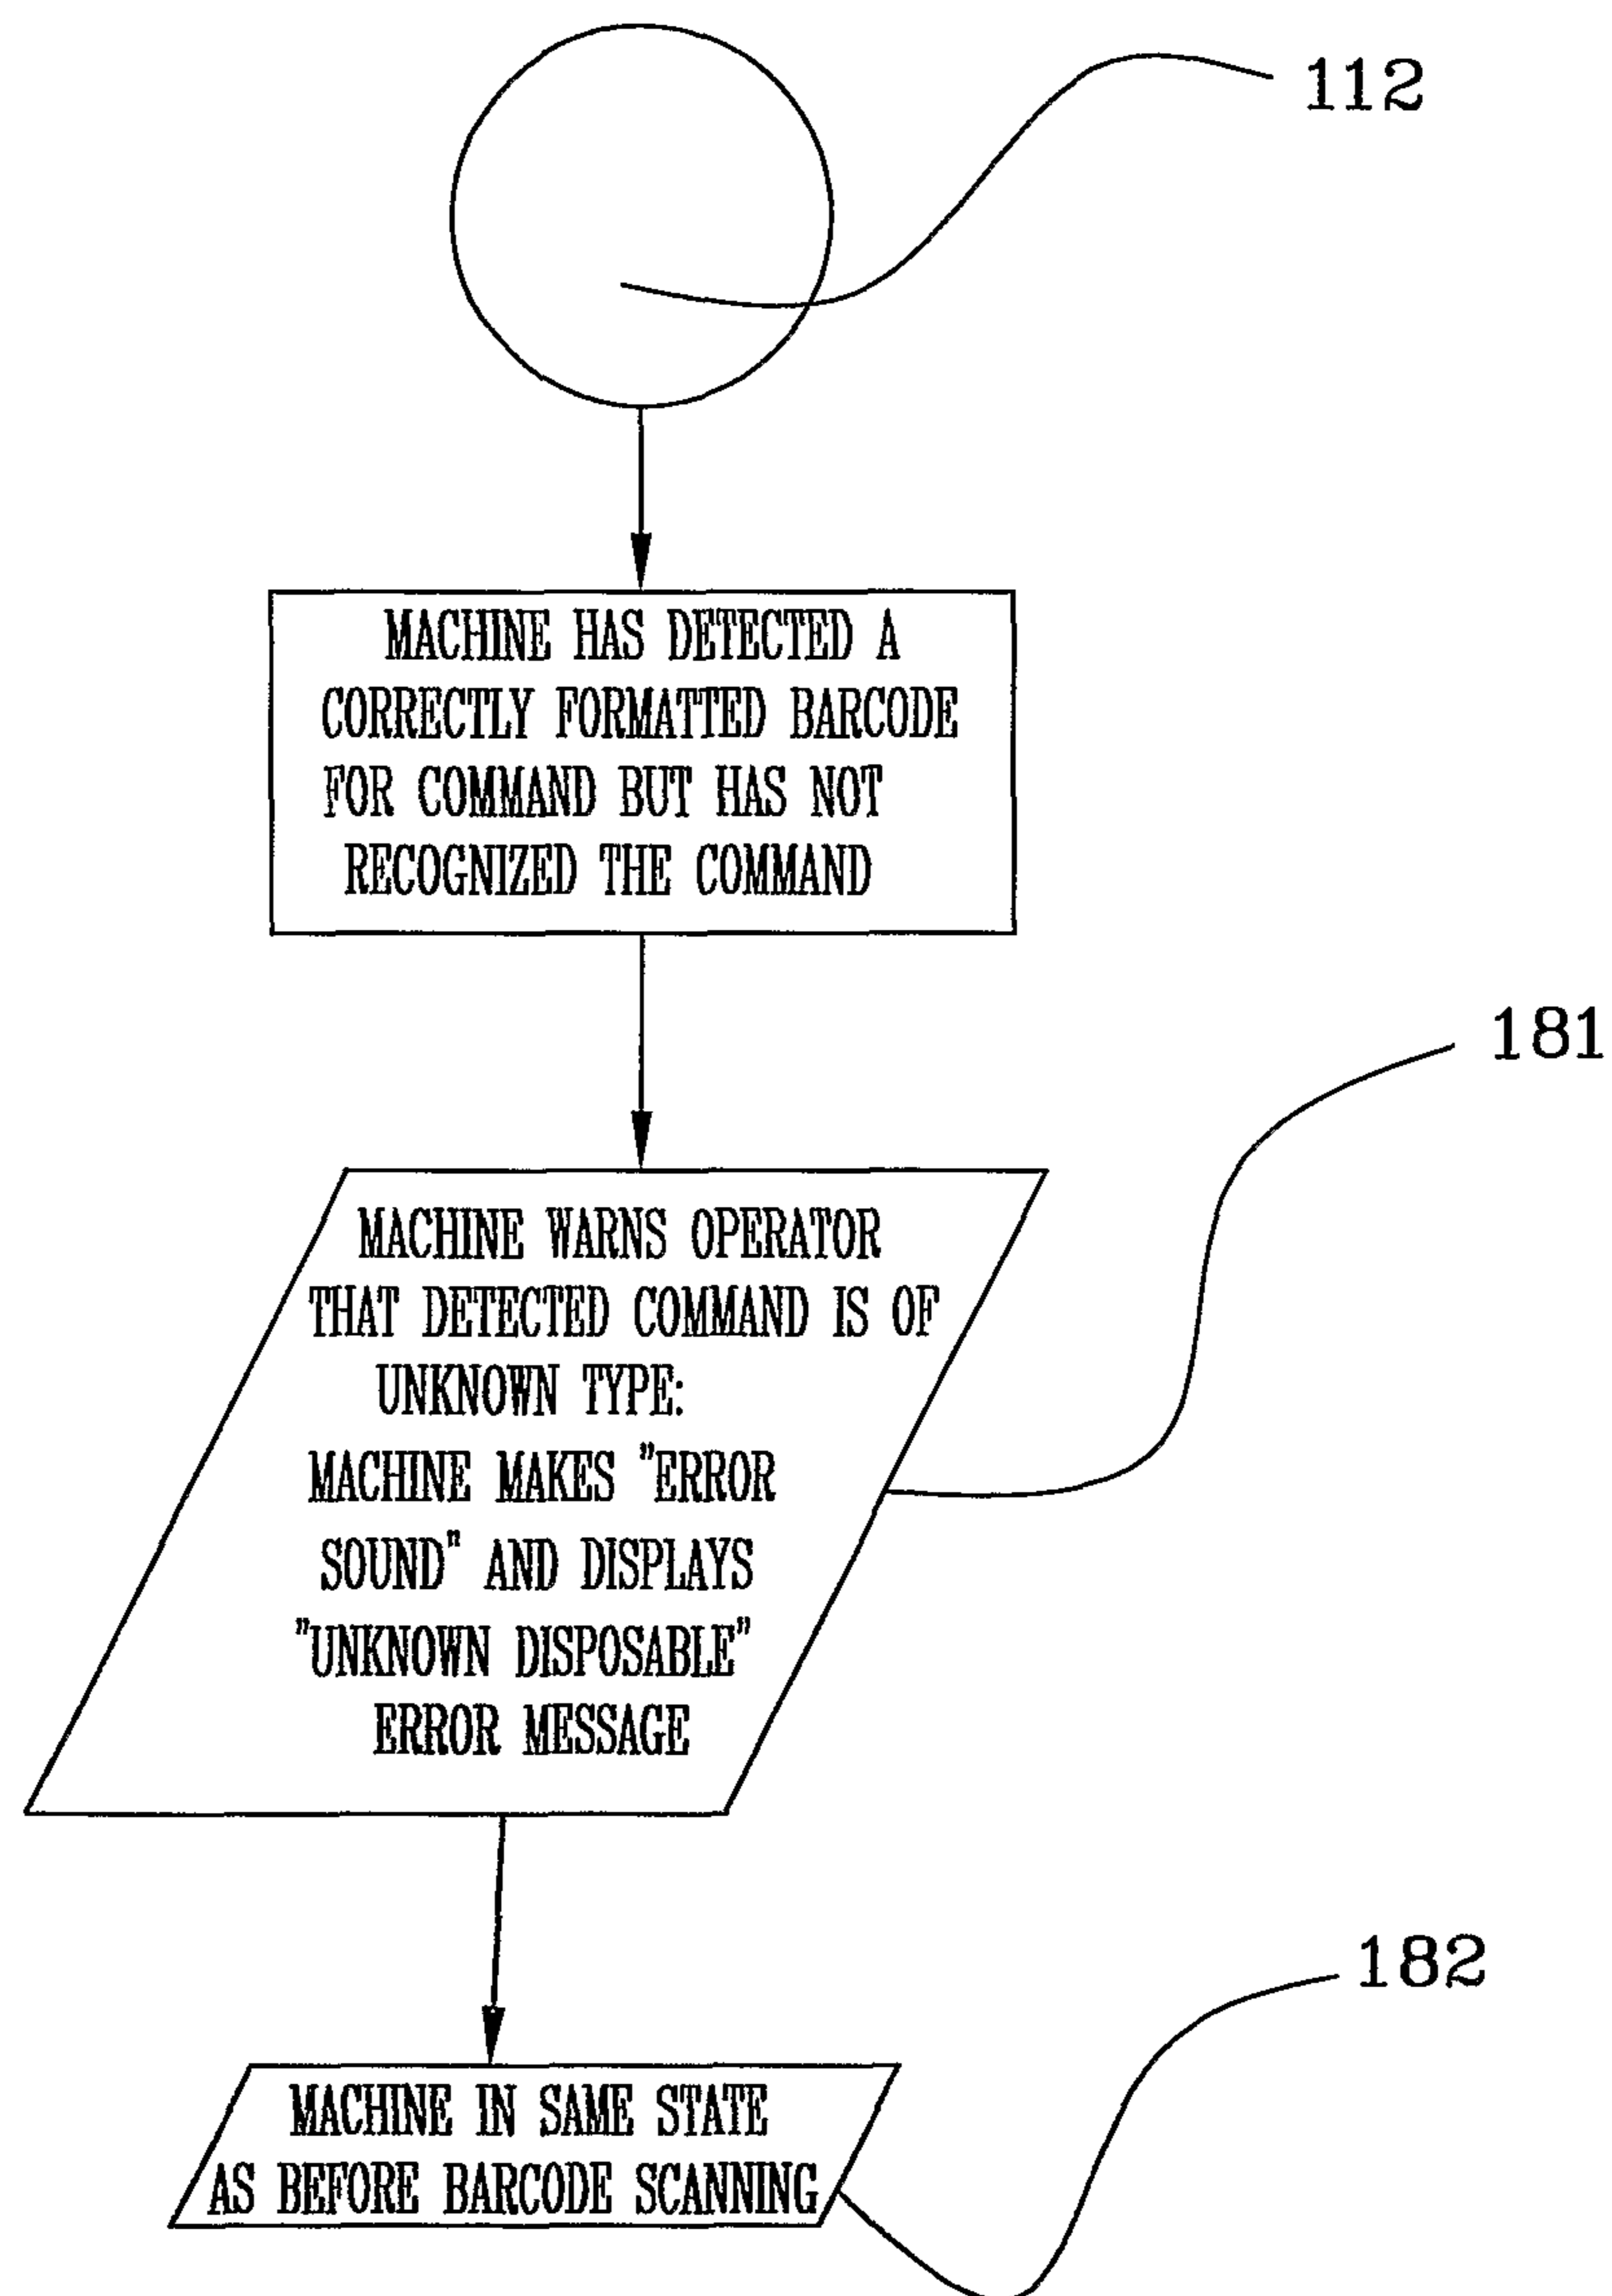 112
MACHINE HAS DETECTED A
CORRECTLY FORMATTED BARCODE
FOR COMMAND BUT HAS NOT
RECOGNIZED THE COMMAND
181
MACHINE WARNS OPERATOR
THAT DETECTED COMMAND IS OF
UNKNOWN TYPE:
MACHINE MAKES "ERROR
SOUND" AND DISPLAYS
"UNKNOWN DISPOSABLE"
ERROR MESSAGE
182
MACHINE IN SAME STATE
AS BEFORE BARCODE SCANNING